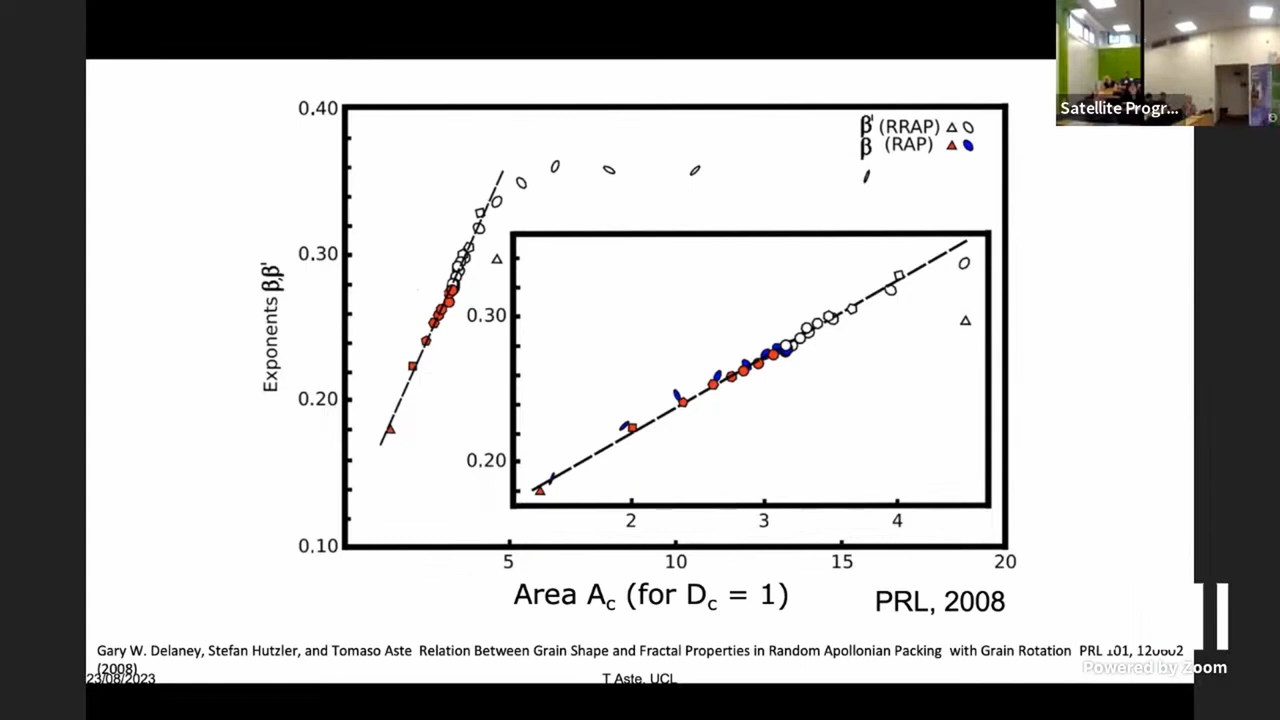 Satellite Progr...
0.40
0.30
0.20
0.10
Exponents β,β'
β' (RRAP)
β (RAP)
0.30
0.20
2 3 4
5 10 15 20
Area Ac (for Dc = 1)
PRL, 2008
Gary W. Delaney, Stefan Hutzler, and Tomaso Aste Relation Between Grain Shape and Fractal Properties in Random Apollonian Packing with Grain Rotation PRL 101, 120602
(2008)
23/08/2023
T Aste, UCL
Powered by Zoom